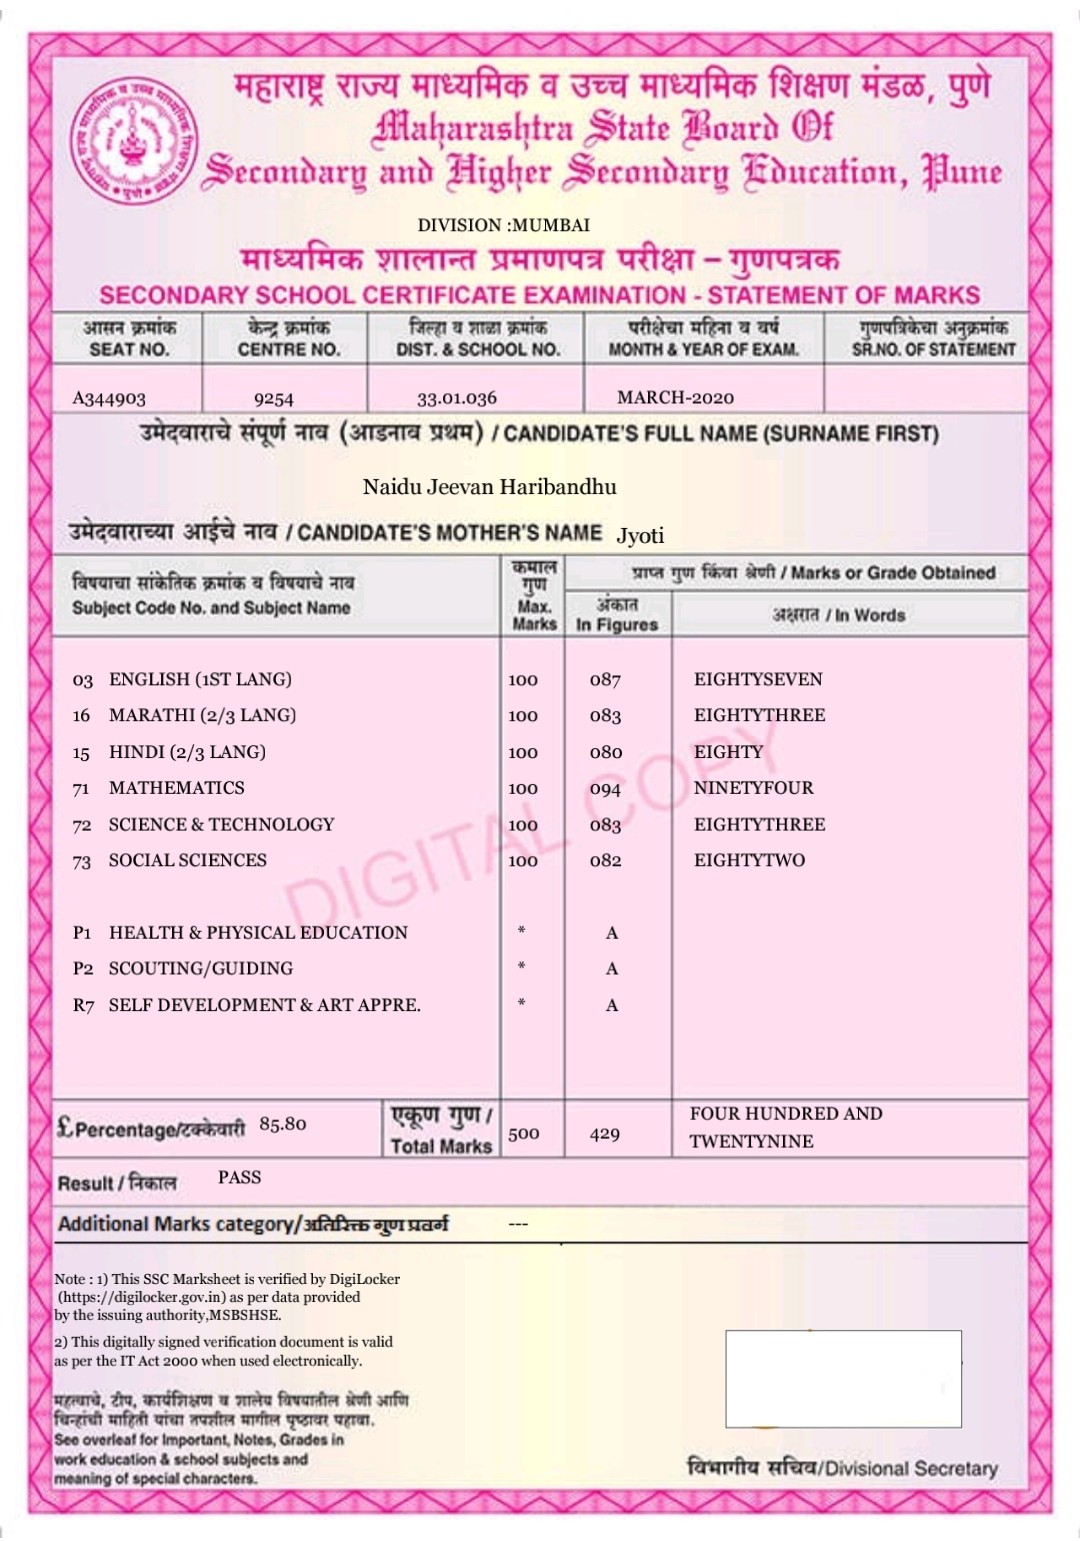 महाराष्ट्र राज्य माध्यमिक व उच्च माध्यमिक शिक्षण मंडळ, पुणे
Maharashtra State Board Of
Secondary and Higher Secondary Education, Pune
DIVISION :MUMBAI
माध्यमिक शालान्त प्रमाणपत्र परीक्षा – गुणपत्रक
SECONDARY SCHOOL CERTIFICATE EXAMINATION - STATEMENT OF MARKS
आसन क्रमांक केन्द्र क्रमांक जिल्हा व शाळा क्रमांक परीक्षेचा महिना व वर्ष गुणपत्रिकेचा अनुक्रमांक
SEAT NO. CENTRE NO. DIST. & SCHOOL NO. MONTH & YEAR OF EXAM. SR.NO. OF STATEMENT
A344903 9254 33.01.036 MARCH-2020
उमेदवाराचे संपूर्ण नाव (आडनाव प्रथम) / CANDIDATE'S FULL NAME (SURNAME FIRST)
Naidu Jeevan Haribandhu
उमेदवाराच्या आईचे नाव / CANDIDATE'S MOTHER'S NAME Jyoti
विषयाचा सांकेतिक क्रमांक व विषयाचे नाव
Subject Code No. and Subject Name
कमाल
गुण
Max.
Marks
प्राप्त गुण किंवा श्रेणी / Marks or Grade Obtained
अंकात
In Figures
अक्षरात / In Words
03 ENGLISH (1ST LANG) 100 087 EIGHTYSEVEN
16 MARATHI (2/3 LANG) 100 083 EIGHTYTHREE
15 HINDI (2/3 LANG) 100 080 EIGHTY
71 MATHEMATICS 100 094 NINETYFOUR
72 SCIENCE & TECHNOLOGY 100 083 EIGHTYTHREE
73 SOCIAL SCIENCES 100 082 EIGHTYTWO
DIGITAL COPY
P1 HEALTH & PHYSICAL EDUCATION * A
P2 SCOUTING/GUIDING * A
R7 SELF DEVELOPMENT & ART APPRE. * A
£ Percentage/टक्केवारी 85.80
एकूण गुण /
Total Marks
500 429
FOUR HUNDRED AND
TWENTYNINE
Result / निकाल PASS
Additional Marks category/अतिरिक्त गुण प्रवर्ग ---
Note : 1) This SSC Marksheet is verified by DigiLocker
(https://digilocker.gov.in) as per data provided
by the issuing authority,MSBSHSE.
2) This digitally signed verification document is valid
as per the IT Act 2000 when used electronically.
महत्वाचे, टीप, कार्यशिक्षण व शालेय विषयातील श्रेणी आणि
चिन्हांची माहिती यांचा तपशील मागील पृष्ठावर पहावा.
See overleaf for Important, Notes, Grades in
work education & school subjects and
meaning of special characters.
विभागीय सचिव/Divisional Secretary